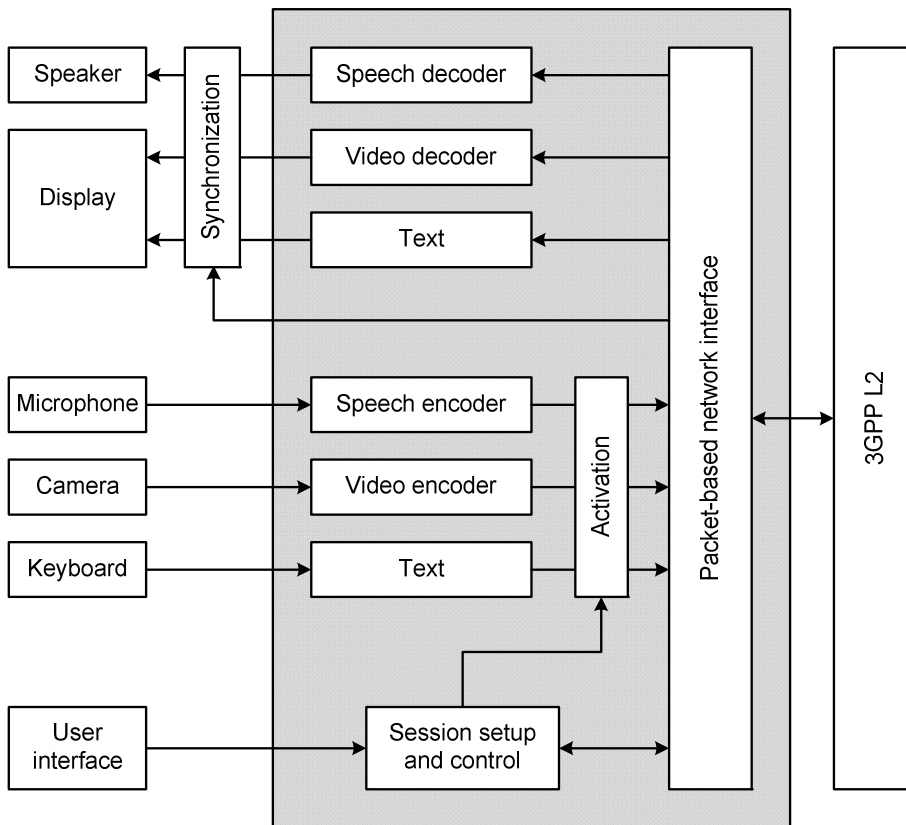 Speaker
Display
Synchronization
Speech decoder
Video decoder
Text
Microphone
Camera
Keyboard
Speech encoder
Video encoder
Text
Activation
User
interface
Session setup
and control
Packet-based network interface
3GPP L2